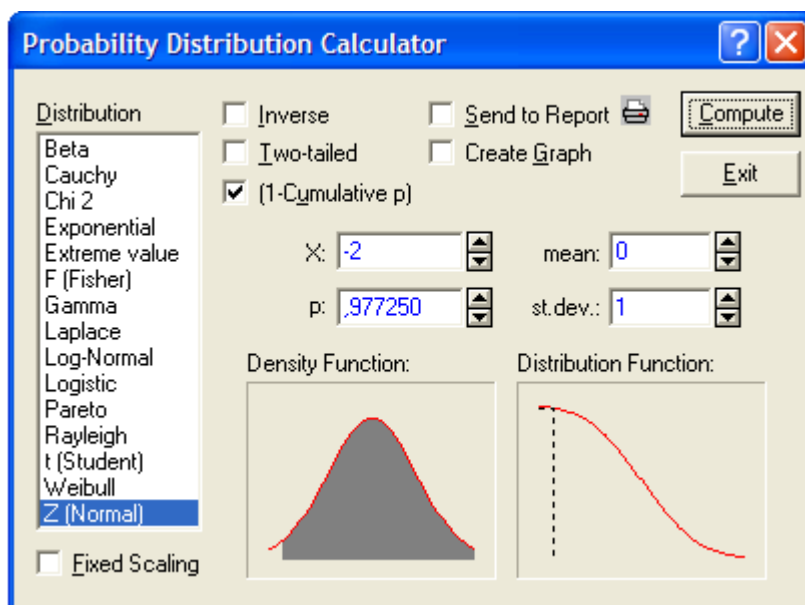 Probability Distribution Calculator
Distribution
Beta
Cauchy
Chi 2
Exponential
Extreme value
F (Fisher)
Gamma
Laplace
Log-Normal
Logistic
Pareto
Rayleigh
t (Student)
Weibull
Z (Normal)
Fixed Scaling
Inverse
Send to Report
Two-tailed
Create Graph
(1-Cumulative p)
Compute
Exit
X: -2
mean: 0
p: ,977250
st.dev.: 1
Density Function:
Distribution Function: